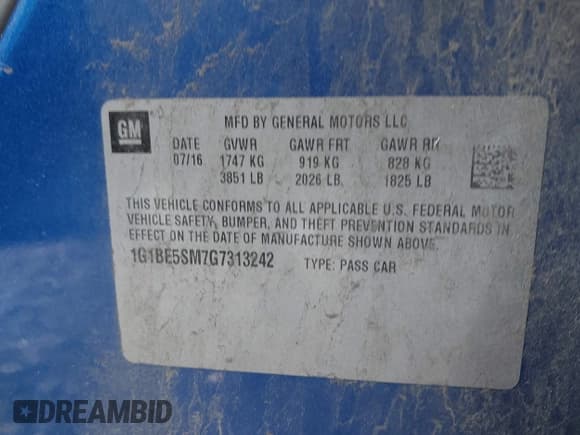 GM
MFD BY GENERAL MOTORS LLC
DATE GVWR GAWR FRT GAWR RR
07/16 1747 KG 919 KG 828 KG
3851 LB 2026 LB 1825 LB
THIS VEHICLE CONFORMS TO ALL APPLICABLE U.S. FEDERAL MOTOR
VEHICLE SAFETY, BUMPER, AND THEFT PREVENTION STANDARDS IN
EFFECT ON THE DATE OF MANUFACTURE SHOWN ABOVE.
1G1BE5SM7G7313242 TYPE: PASS CAR
DREAMBID